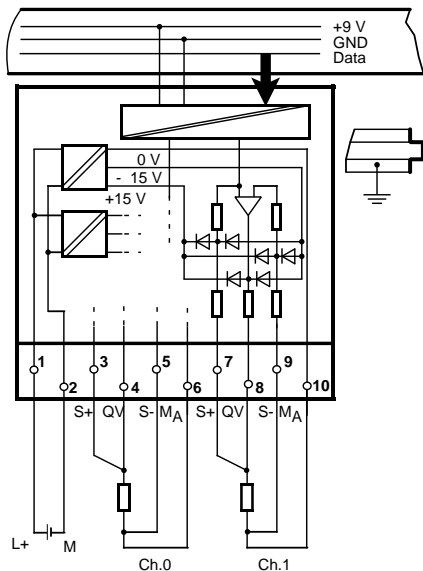 +9 V
GND
Data
0 V
- 15 V
+15 V
1 3 5 7 9
2 4 6 8 10
S+ QV S- MA S+ QV S- MA
L+ M
Ch.0 Ch.1